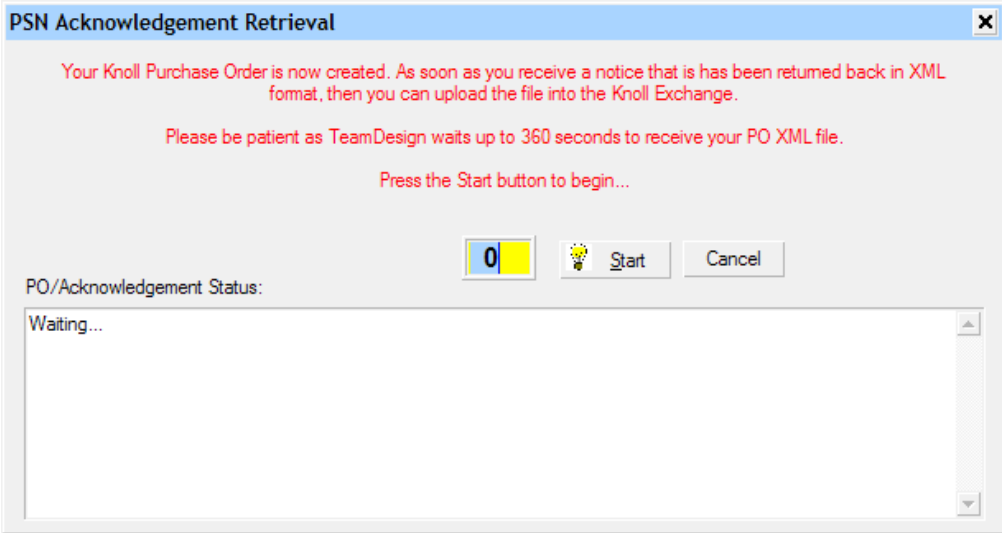 PSN Acknowledgement Retrieval
Your Knoll Purchase Order is now created. As soon as you receive a notice that is has been returned back in XML
format, then you can upload the file into the Knoll Exchange.
Please be patient as TeamDesign waits up to 360 seconds to receive your PO XML file.
Press the Start button to begin...
0 Start Cancel
PO/Acknowledgement Status:
Waiting...